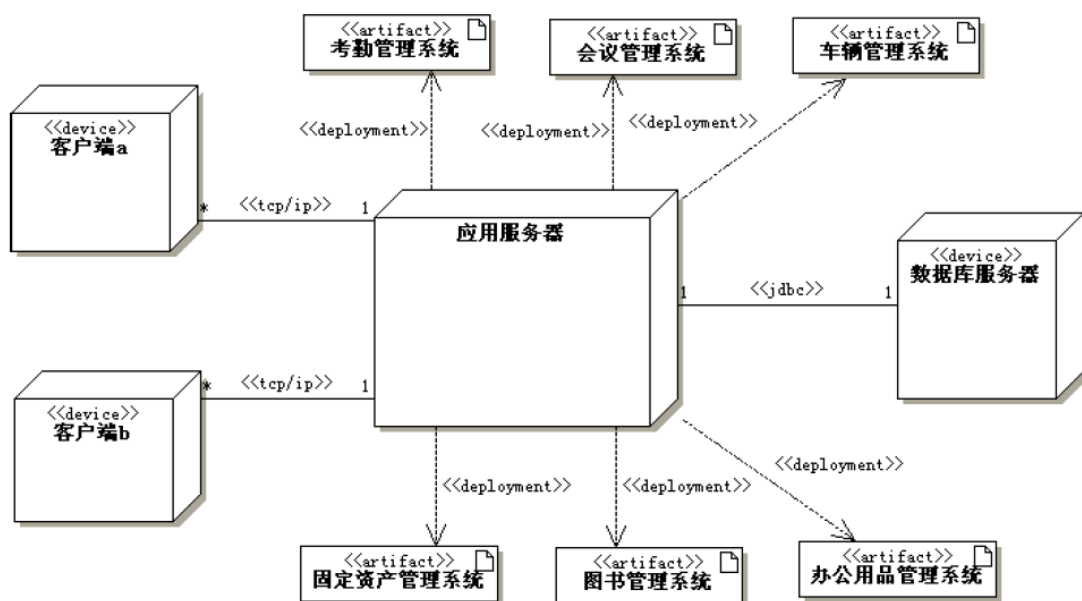 <<artifact>>
考勤管理系统
<<artifact>>
会议管理系统
<<artifact>>
车辆管理系统
<<deployment>>
<<deployment>>
<<deployment>>
<<device>>
客户端a
* <<tcp/ip>> 1
应用服务器
<<device>>
数据库服务器
1 <<jdbc>> 1
* <<tcp/ip>> 1
<<device>>
客户端b
<<deployment>>
<<deployment>>
<<deployment>>
<<artifact>>
固定资产管理系统
<<artifact>>
图书管理系统
<<artifact>>
办公用品管理系统